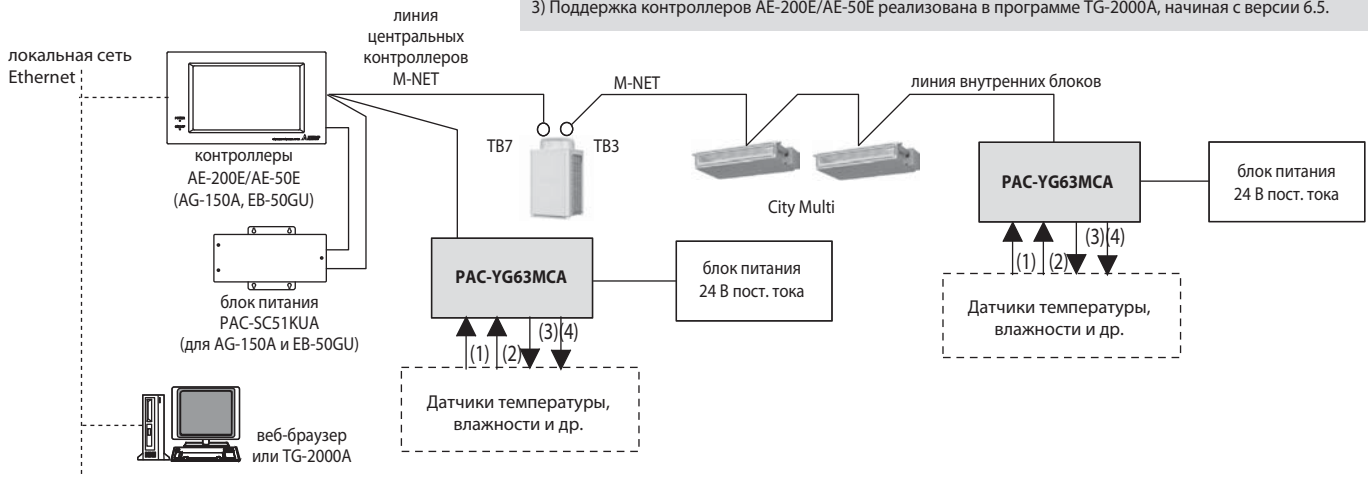 3) Поддержка контроллеров AE-200E/AE-50E реализована в программе TG-2000A, начиная с версии 6.5.
локальная сеть
Ethernet
линия
центральных
контроллеров
M-NET
M-NET
линия внутренних блоков
TB7
TB3
контроллеры
AE-200E/AE-50E
(AG-150A, EB-50GU)
City Multi
PAC-YG63MCA
блок питания
24 В пост. тока
(1)
(2)
(3)
(4)
Датчики температуры,
влажности и др.
PAC-YG63MCA
блок питания
24 В пост. тока
(1)
(2)
(3)
(4)
Датчики температуры,
влажности и др.
блок питания
PAC-SC51KUA
(для AG-150A и EB-50GU)
веб-браузер
или TG-2000A